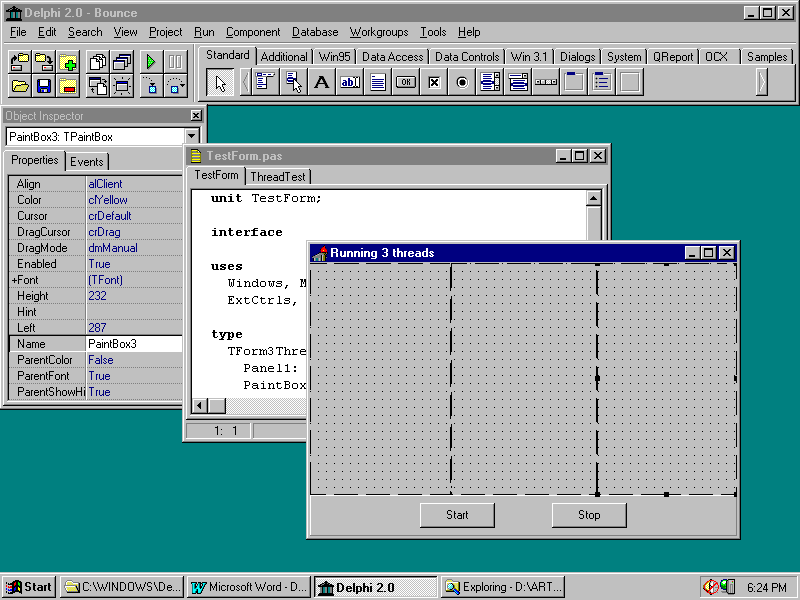 Delphi 2.0 - Bounce
File Edit Search View Project Run Component Database Workgroups Tools Help
Standard Additional Win95 Data Access Data Controls Win 3.1 Dialogs System QReport OCX Samples
A ab OK
Object Inspector
PaintBox3: TPaintBox
Properties Events
Align alClient
Color clYellow
Cursor crDefault
DragCursor crDrag
DragMode dmManual
Enabled True
+Font (TFont)
Height 232
Hint
Left 287
Name PaintBox3
ParentColor False
ParentFont True
ParentShowHi True
TestForm.pas
TestForm ThreadTest
unit TestForm;
interface
uses
Windows, M
ExtCtrls,
type
TForm3Thre
Panel1:
PaintBox
1: 1
Running 3 threads
Start Stop
Start C:\WINDOWS\De... Microsoft Word - D... Delphi 2.0 Exploring - D:\ART... 6:24 PM